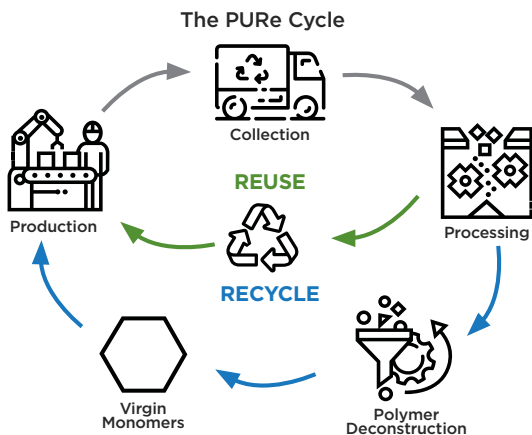 The PURe Cycle
Collection
REUSE
Production
Processing
RECYCLE
Virgin
Monomers
Polymer
Deconstruction